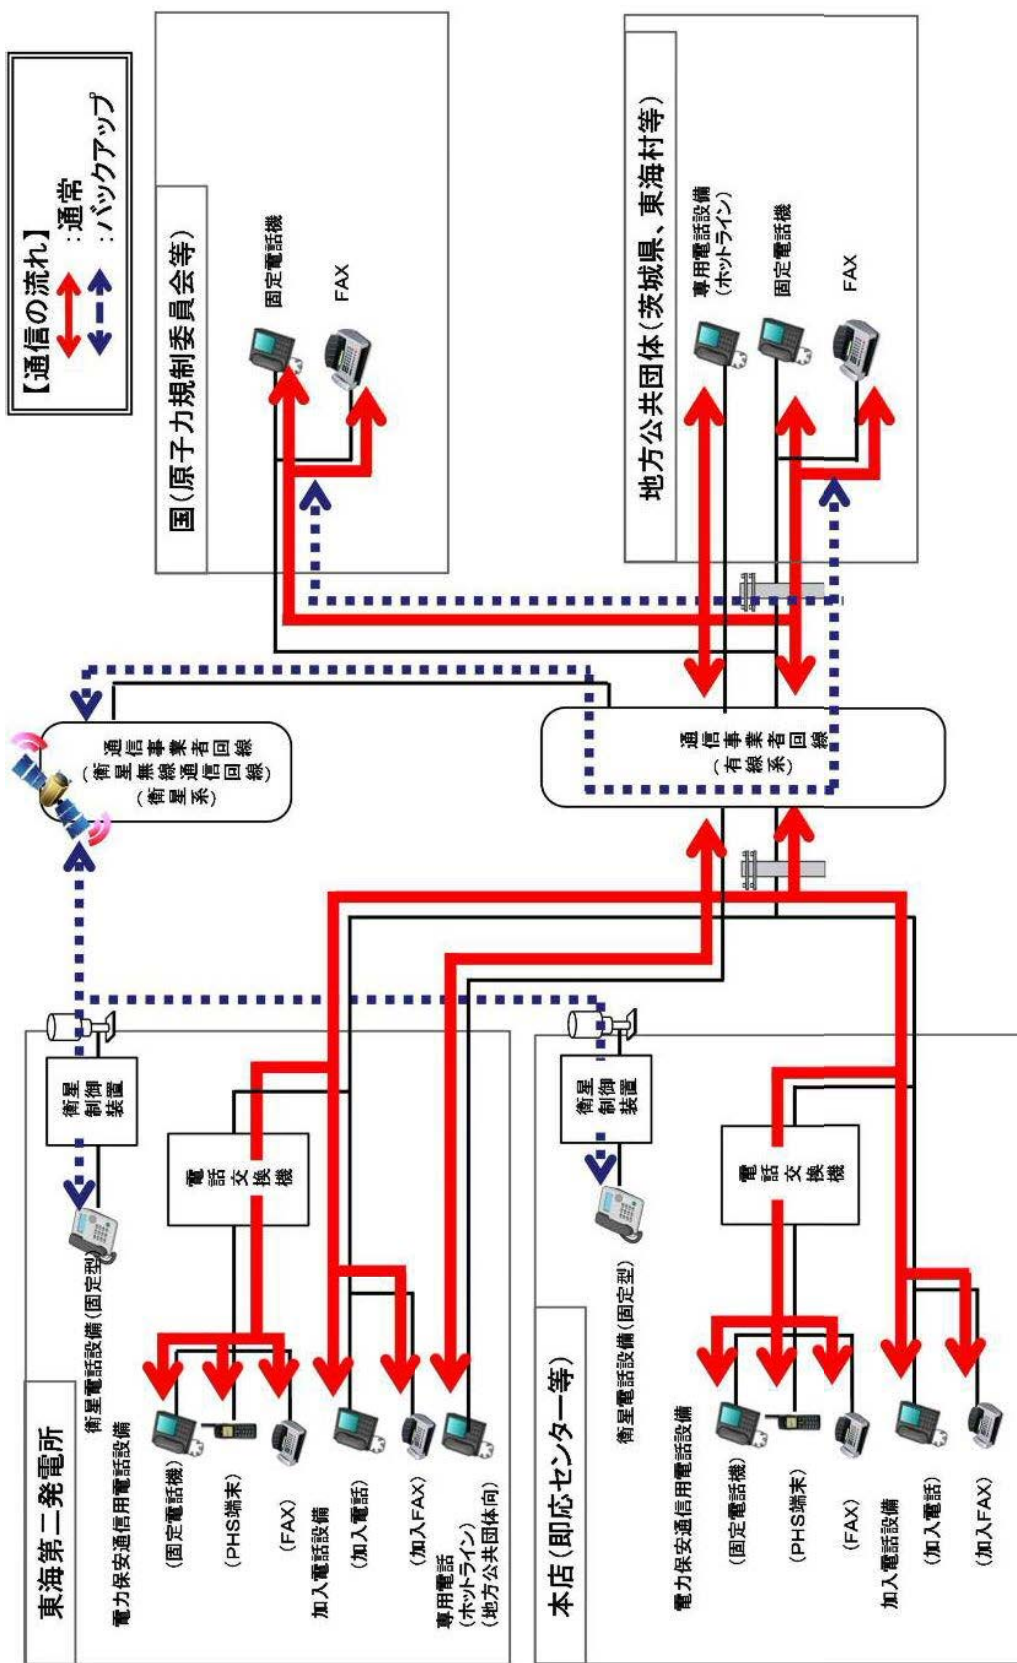 【通信の流れ】
：通常
：バックアップ
東海第二発電所
衛星電話設備(固定型)
衛星
制御
装置
電力保安通信用電話設備
(固定電話機)
(PHS端末)
(FAX)
電話交換機
加入電話設備
(加入電話)
(加入FAX)
専用電話
(ホットライン)
(地方公共団体向)
本店(即応センター等)
衛星電話設備(固定型)
衛星
制御
装置
電力保安通信用電話設備
(固定電話機)
(PHS端末)
(FAX)
電話交換機
加入電話設備
(加入電話)
(加入FAX)
通信事業者回線
(衛星無線通信回線)
(衛星系)
通信事業者回線
(有線系)
国(原子力規制委員会等)
固定電話機
FAX
地方公共団体(茨城県、東海村等)
専用電話設備
(ホットライン)
固定電話機
FAX